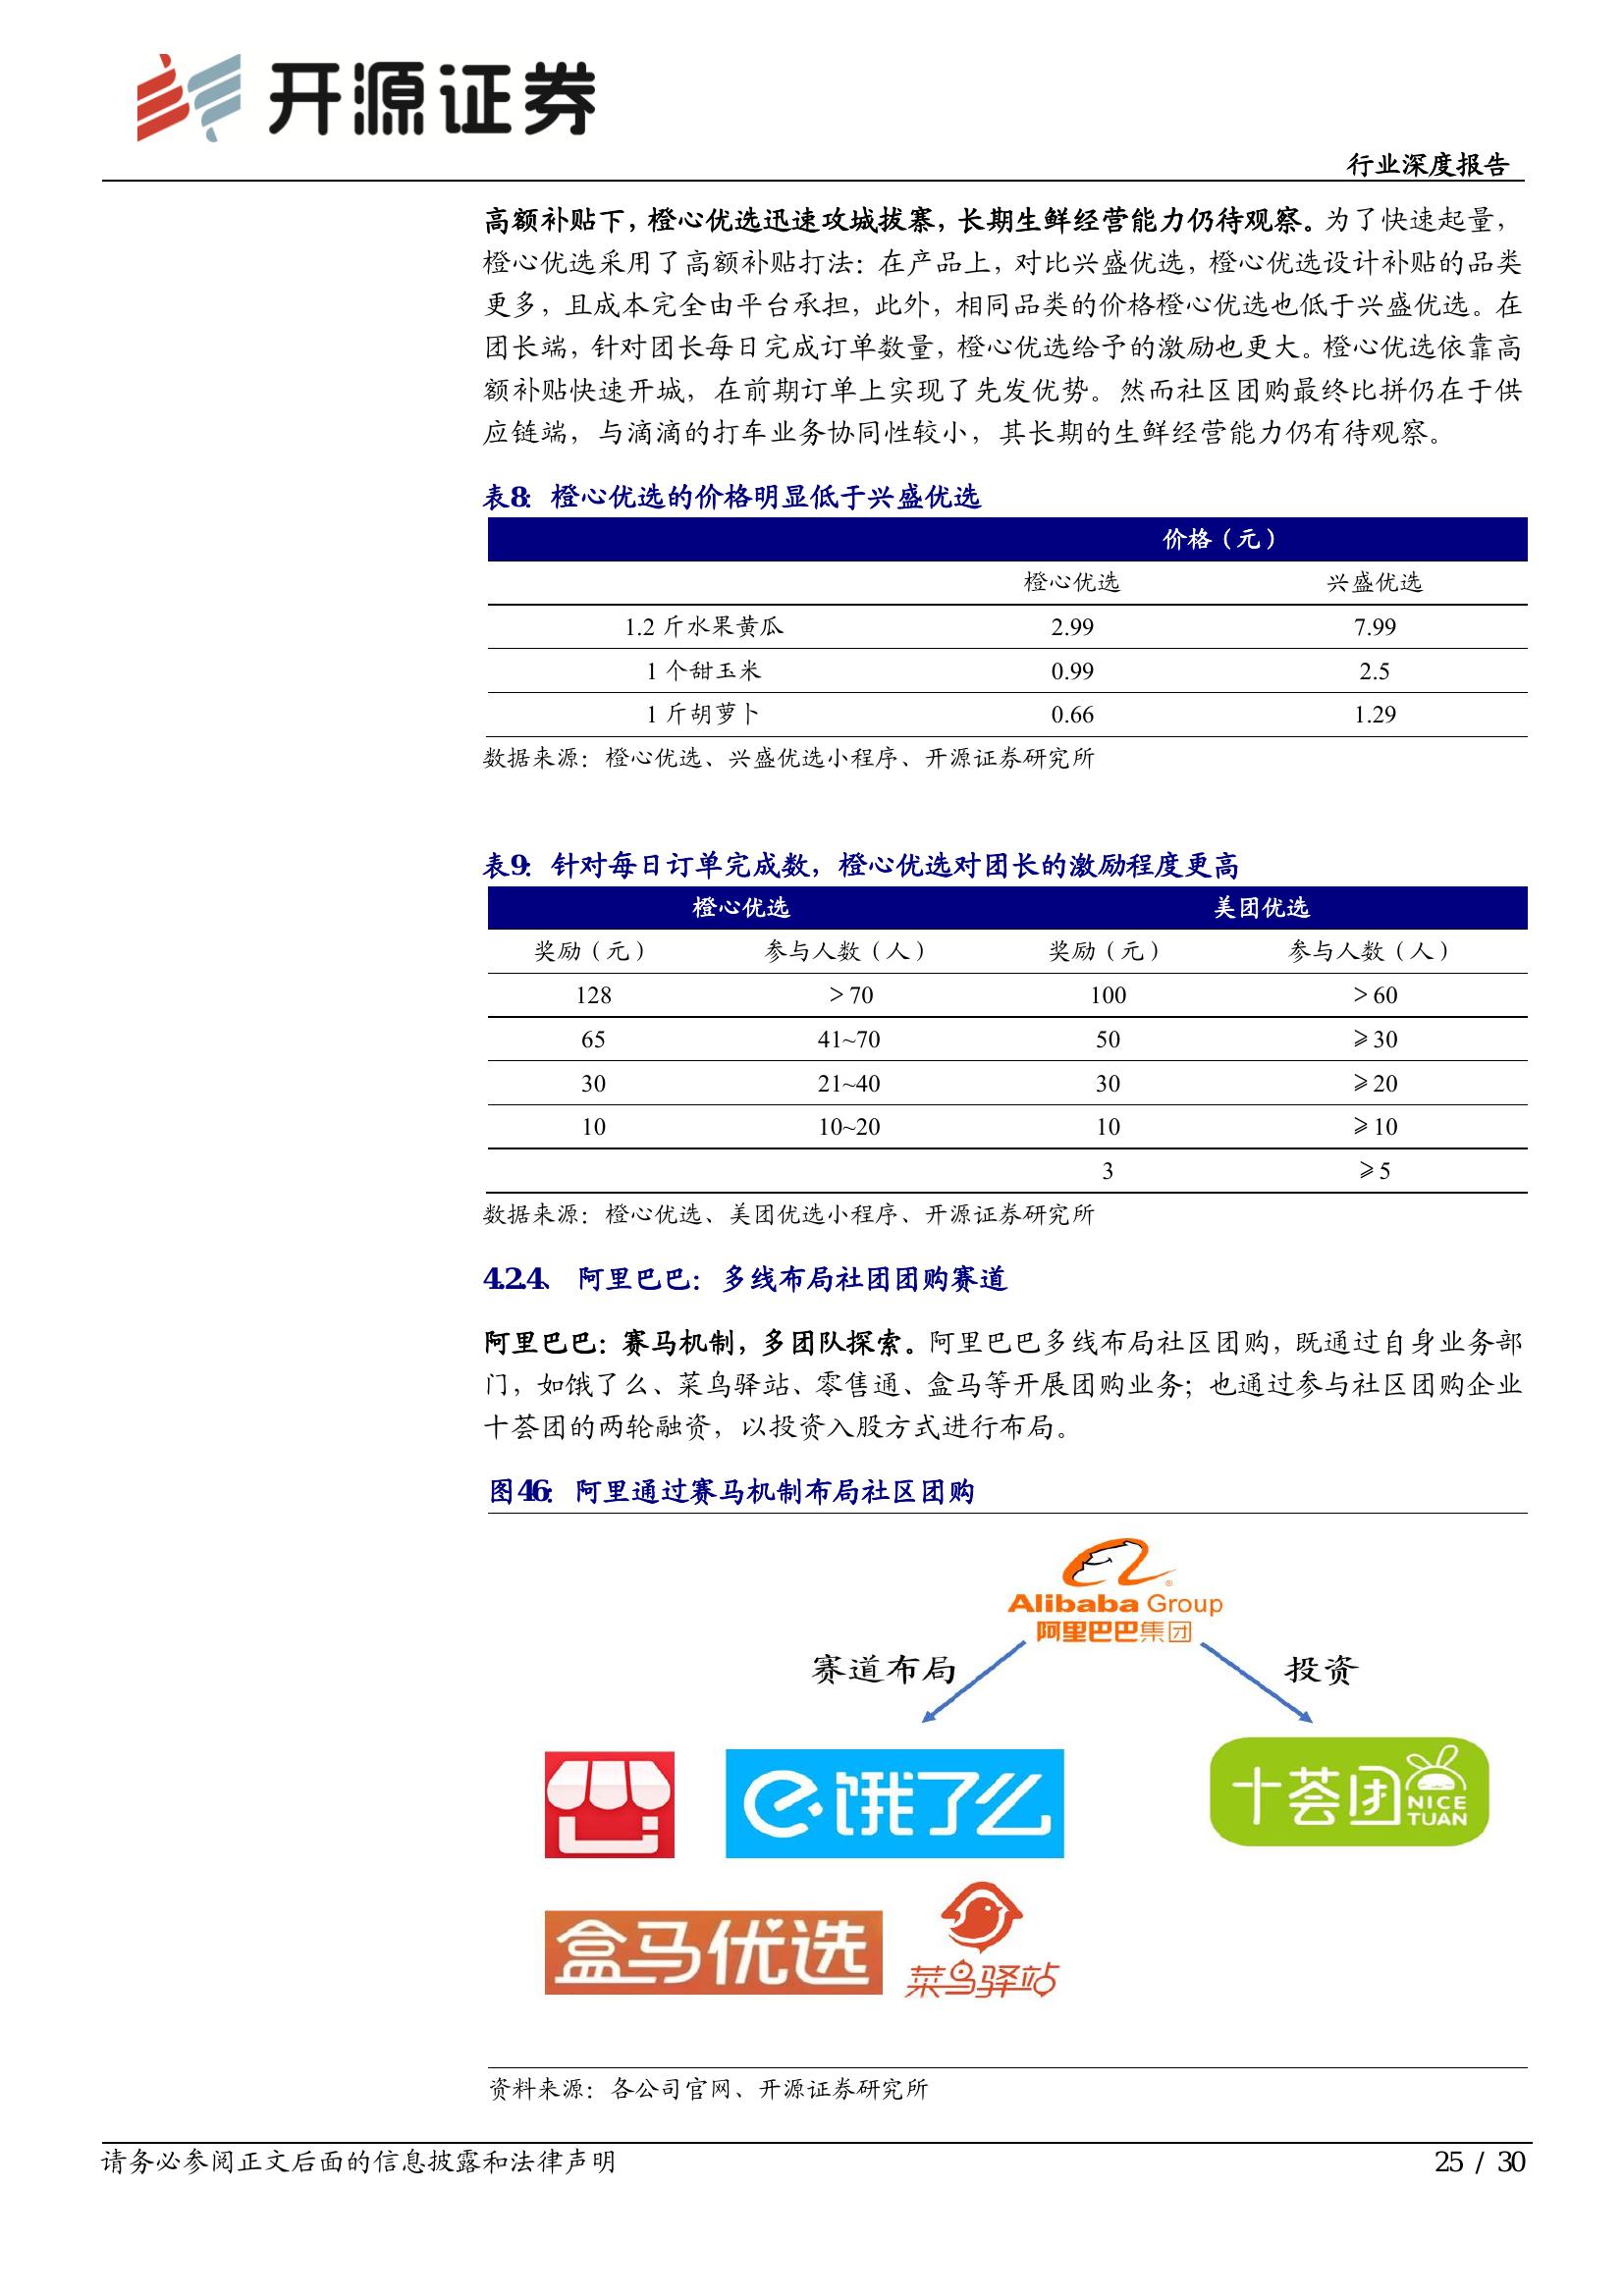 开源证券
行业深度报告
高额补贴下，橙心优选迅速攻城拔寨，长期生鲜经营能力仍待观察。为了快速起量，
橙心优选采用了高额补贴打法：在产品上，对比兴盛优选，橙心优选设计补贴的品类
更多，且成本完全由平台承担，此外，相同品类的价格橙心优选也低于兴盛优选。在
团长端，针对团长每日完成订单数量，橙心优选给予的激励也更大。橙心优选依靠高
额补贴快速开城，在前期订单上实现了先发优势。然而社区团购最终比拼仍在于供
应链端，与滴滴的打车业务协同性较小，其长期的生鲜经营能力仍有待观察。
表8：橙心优选的价格明显低于兴盛优选
价格（元）
橙心优选 兴盛优选
1.2 斤水果黄瓜 2.99 7.99
1 个甜玉米 0.99 2.5
1 斤胡萝卜 0.66 1.29
数据来源：橙心优选、兴盛优选小程序、开源证券研究所
表9：针对每日订单完成数，橙心优选对团长的激励程度更高
橙心优选 美团优选
奖励（元） 参与人数（人） 奖励（元） 参与人数（人）
128 ＞70 100 ＞60
65 41~70 50 ⩾30
30 21~40 30 ⩾20
10 10~20 10 ⩾10
3 ⩾5
数据来源：橙心优选、美团优选小程序、开源证券研究所
4.2.4、 阿里巴巴：多线布局社团团购赛道
阿里巴巴：赛马机制，多团队探索。阿里巴巴多线布局社区团购，既通过自身业务部
门，如饿了么、菜鸟驿站、零售通、盒马等开展团购业务；也通过参与社区团购企业
十荟团的两轮融资，以投资入股方式进行布局。
图46：阿里通过赛马机制布局社区团购
Alibaba Group
阿里巴巴集团
赛道布局 投资
饿了么 十荟团 NICE TUAN
盒马优选 菜鸟驿站
资料来源：各公司官网、开源证券研究所
请务必参阅正文后面的信息披露和法律声明 25 / 30